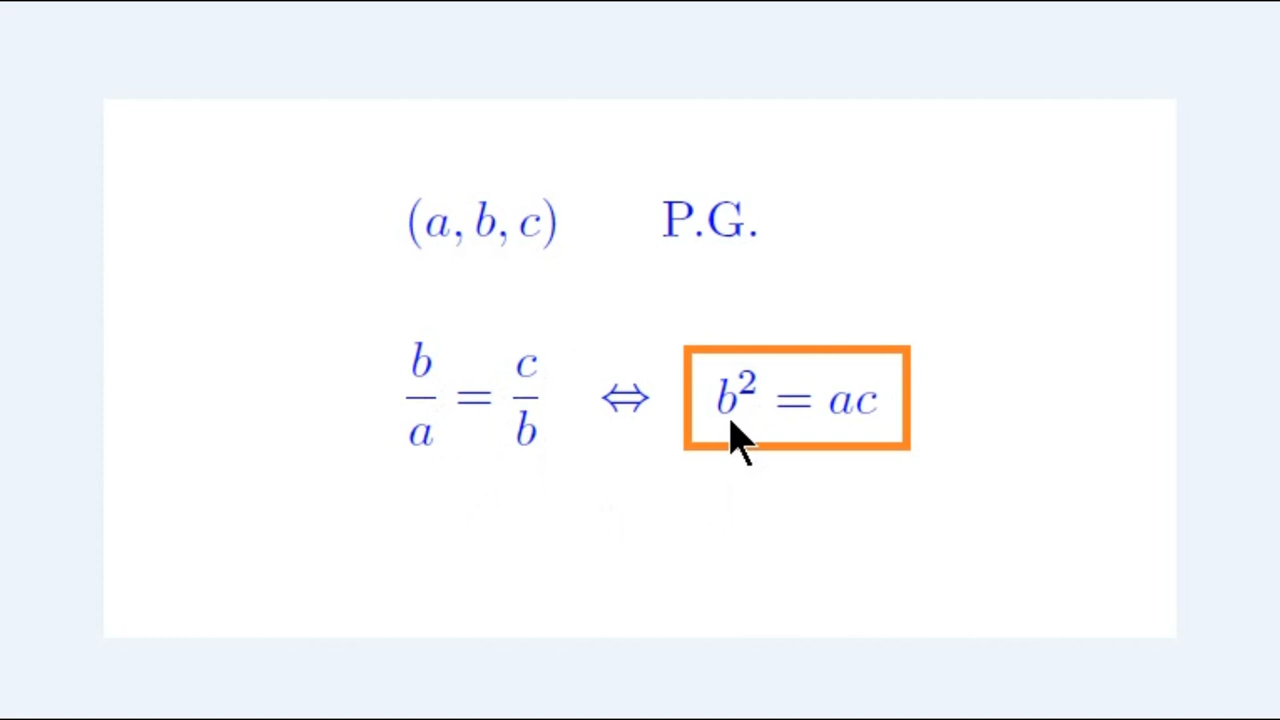 (a, b, c) P.G.
b/a = c/b ⇔ b² = ac